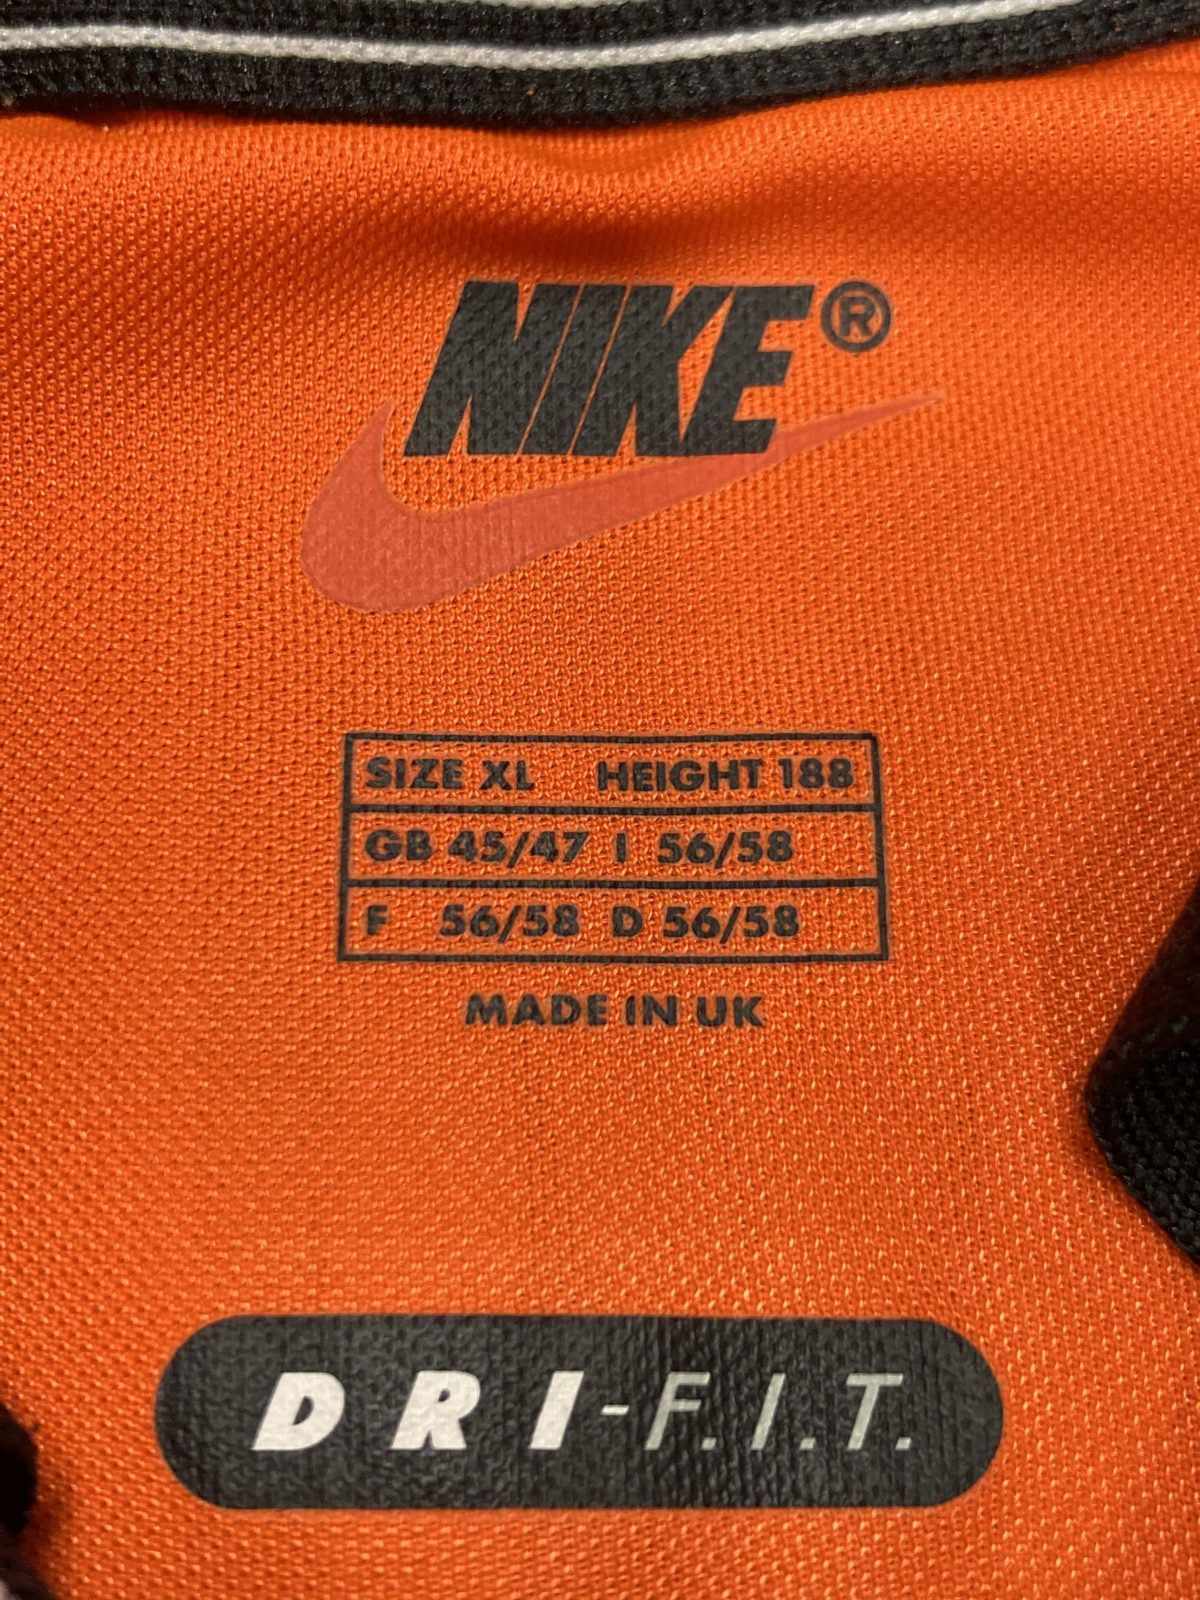 NIKE®
SIZE XL HEIGHT 188
GB 45/47 I 56/58
F 56/58 D 56/58
MADE IN UK
DRI-F.I.T.